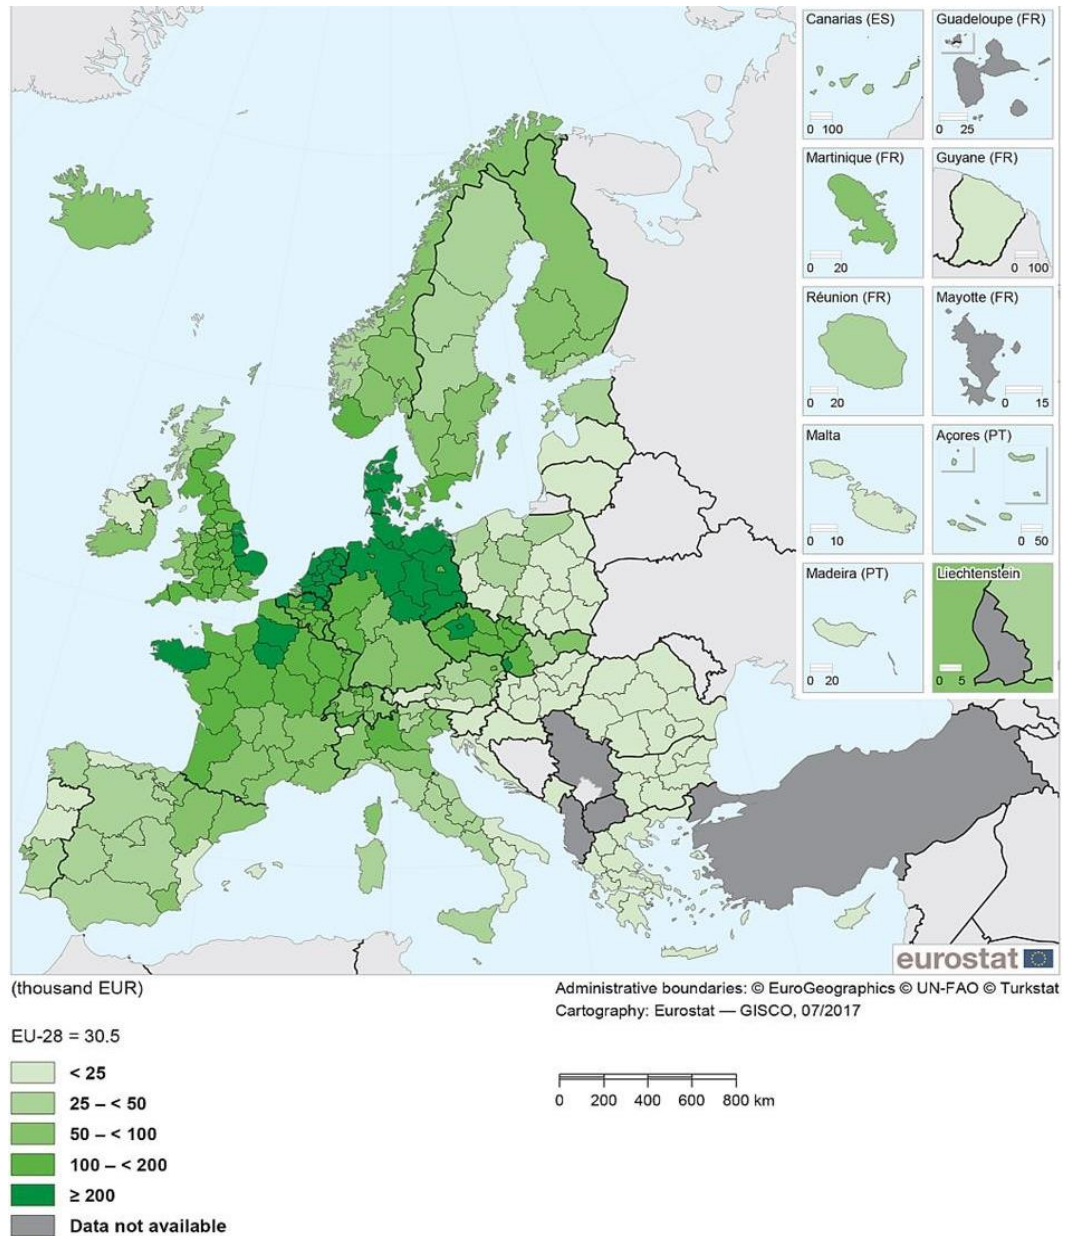 Canarias (ES)
0 100
Guadeloupe (FR)
0 25
Martinique (FR)
0 20
Guyane (FR)
0 100
Réunion (FR)
0 20
Mayotte (FR)
0 15
Malta
0 10
Açores (PT)
0 50
Madeira (PT)
0 20
Liechtenstein
0 5
eurostat
(thousand EUR)
Administrative boundaries: © EuroGeographics © UN-FAO © Turkstat
Cartography: Eurostat — GISCO, 07/2017
EU-28 = 30.5
< 25
25 – < 50
50 – < 100
100 – < 200
≥ 200
Data not available
0 200 400 600 800 km